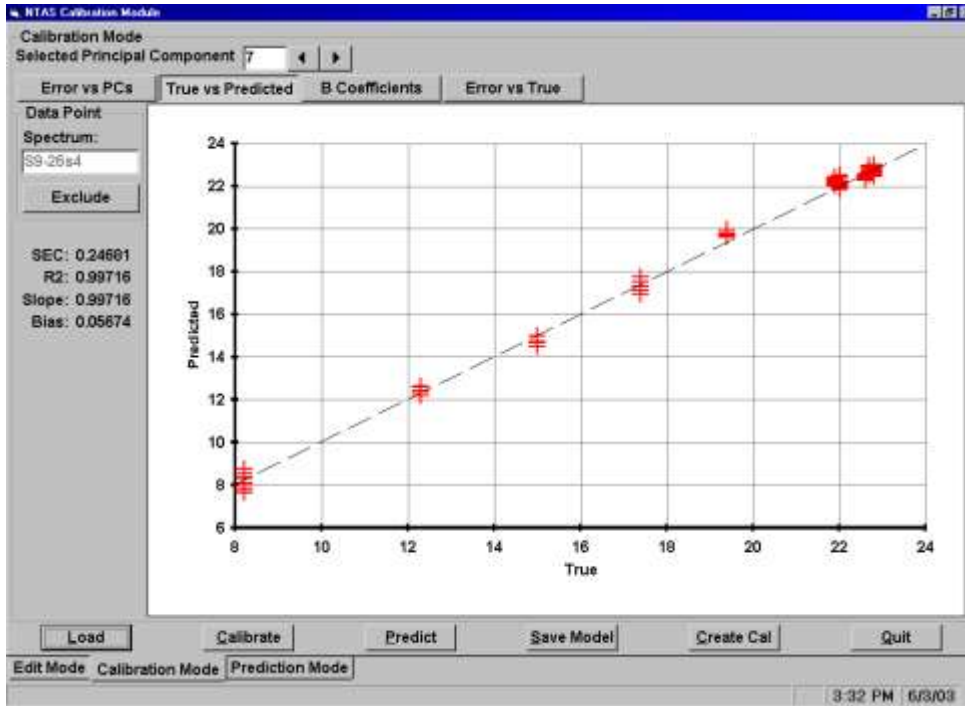 NTAS Calibration Module
Calibration Mode
Selected Principal Component 7
Error vs PCs True vs Predicted B Coefficients Error vs True
Data Point
Spectrum:
S9-26s4
Exclude
SEC: 0.24681
R2: 0.99716
Slope: 0.99716
Bias: 0.05674
24
22
20
18
16
14
12
10
8
6
Predicted
8 10 12 14 16 18 20 22 24
True
Load Calibrate Predict Save Model Create Cal Quit
Edit Mode Calibration Mode Prediction Mode
3:32 PM 6/3/03